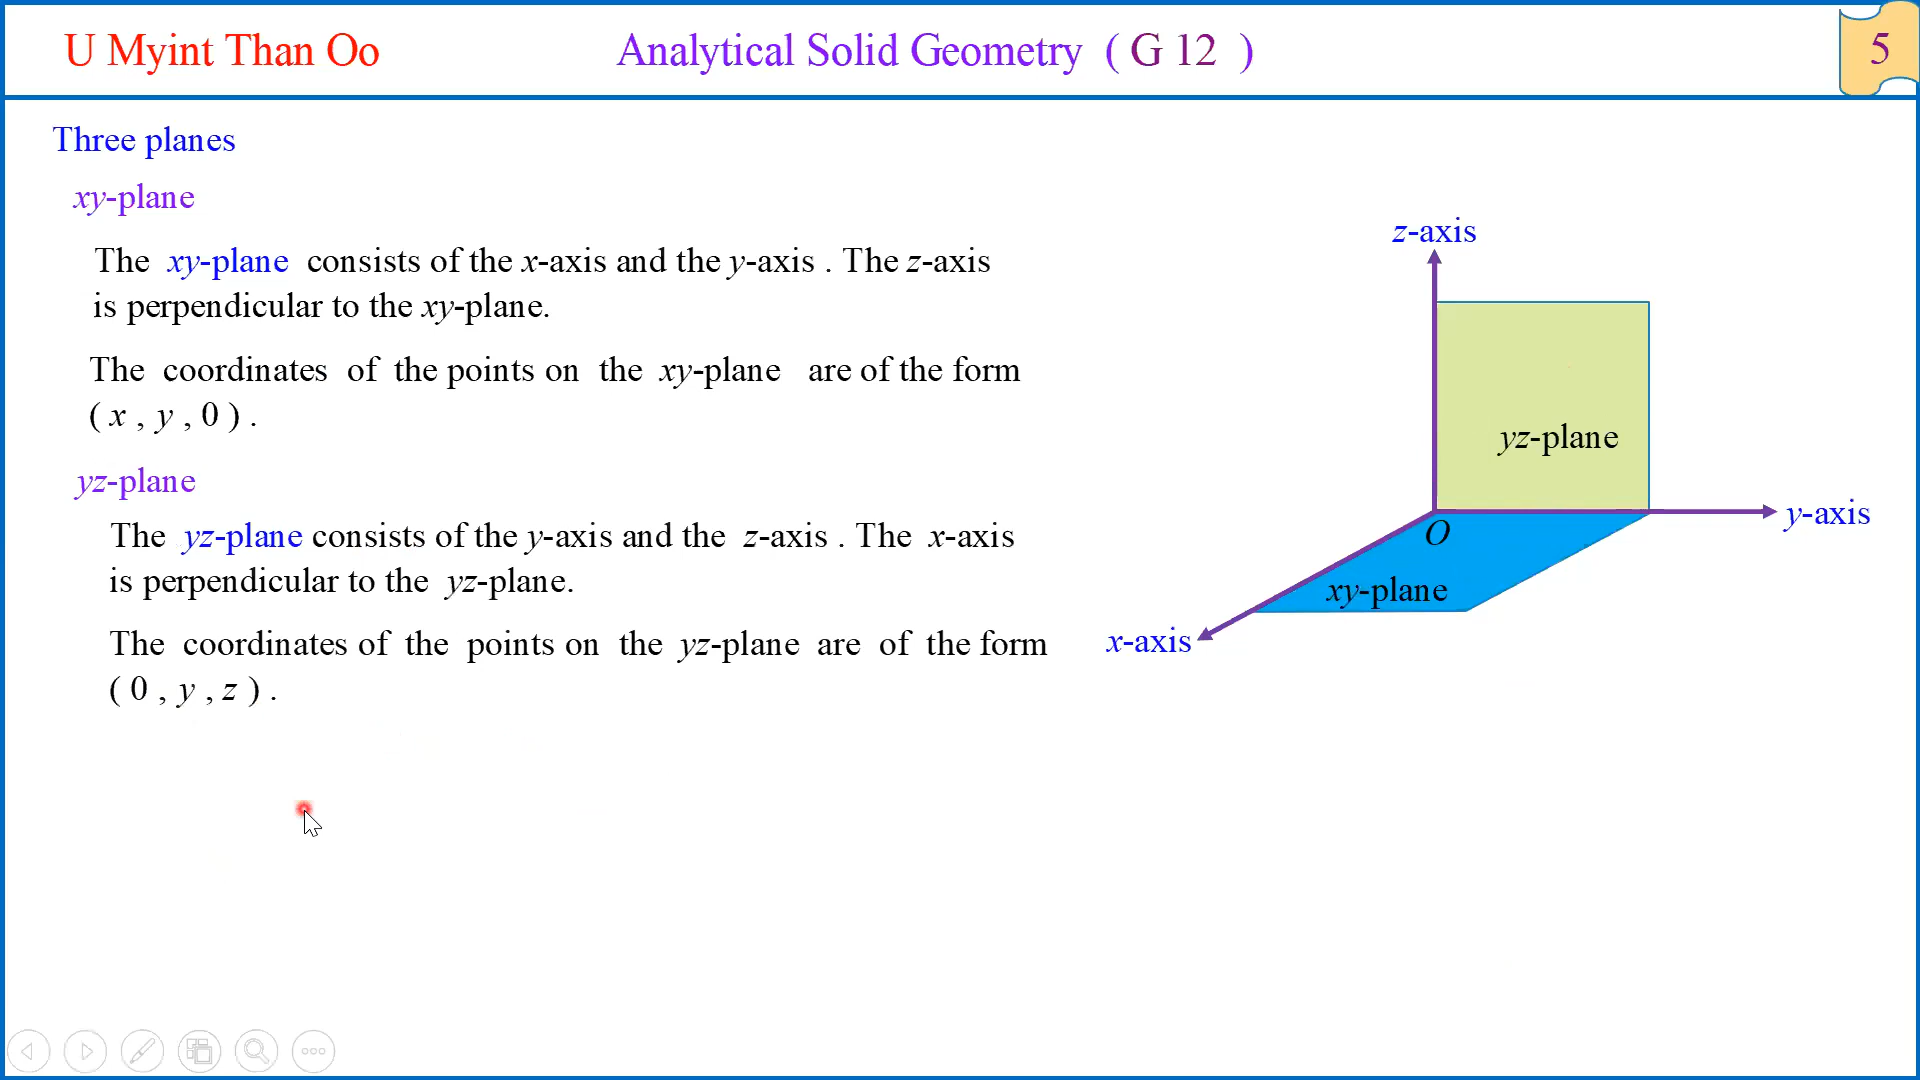 U Myint Than Oo
Analytical Solid Geometry ( G 12 )
5
Three planes
xy-plane
The xy-plane consists of the x-axis and the y-axis . The z-axis
is perpendicular to the xy-plane.
The coordinates of the points on the xy-plane are of the form
( x , y , 0 ) .
yz-plane
The yz-plane consists of the y-axis and the z-axis . The x-axis
is perpendicular to the yz-plane.
The coordinates of the points on the yz-plane are of the form
( 0 , y , z ) .
z-axis
yz-plane
y-axis
O
xy-plane
x-axis